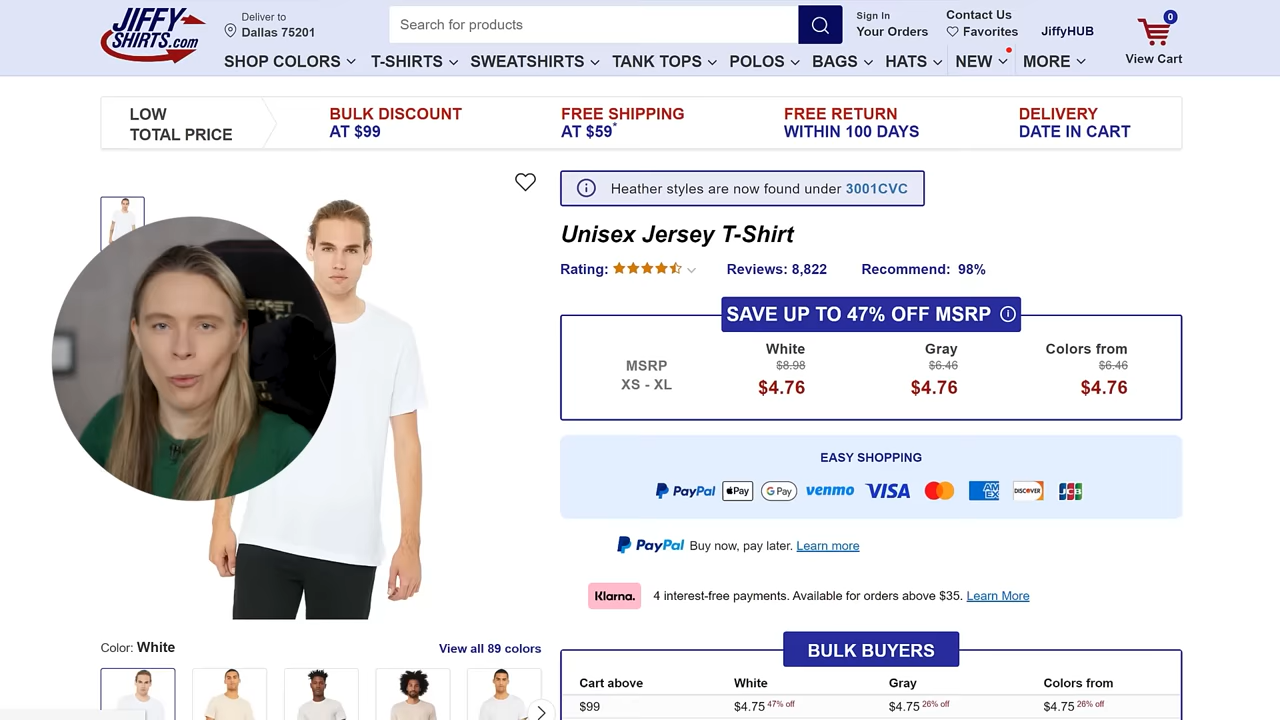 JIFFY
SHIRTS.com
Deliver to
Dallas 75201
Search for products
Sign In
Your Orders
Contact Us
Favorites
JiffyHUB
0
View Cart
SHOP COLORS
T-SHIRTS
SWEATSHIRTS
TANK TOPS
POLOS
BAGS
HATS
NEW
MORE
LOW
TOTAL PRICE
BULK DISCOUNT
AT $99
FREE SHIPPING
AT $59*
FREE RETURN
WITHIN 100 DAYS
DELIVERY
DATE IN CART
Heather styles are now found under 3001CVC
Unisex Jersey T-Shirt
Rating:
Reviews: 8,822
Recommend: 98%
SAVE UP TO 47% OFF MSRP
MSRP
XS - XL
White
$8.98
$4.76
Gray
$6.46
$4.76
Colors from
$6.46
$4.76
EASY SHOPPING
PayPal
Pay
G Pay
venmo
VISA
AM
EX
DISCOVER
JCB
PayPal Buy now, pay later. Learn more
Klarna. 4 interest-free payments. Available for orders above $35. Learn More
BULK BUYERS
Cart above White Gray Colors from
$99 $4.75 47% off $4.75 26% off $4.75 26% off
Color: White
View all 89 colors